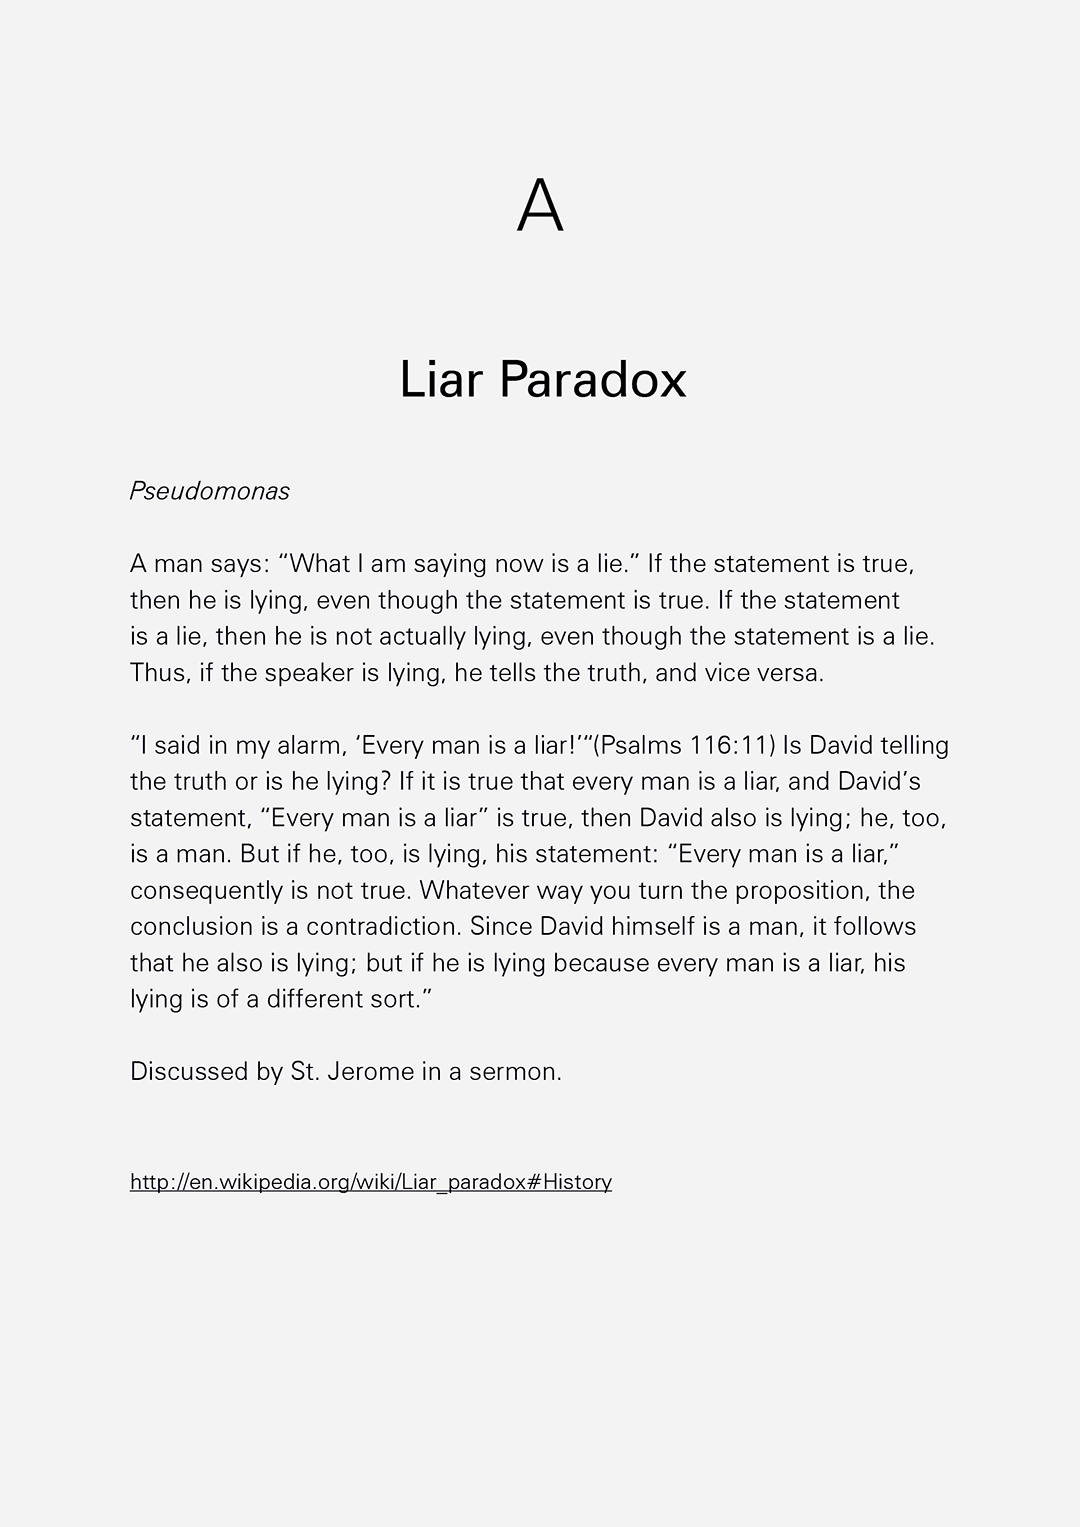 A
Liar Paradox
Pseudomonas
A man says: “What I am saying now is a lie.” If the statement is true,
then he is lying, even though the statement is true. If the statement
is a lie, then he is not actually lying, even though the statement is a lie.
Thus, if the speaker is lying, he tells the truth, and vice versa.
“I said in my alarm, ‘Every man is a liar!’“(Psalms 116:11) Is David telling
the truth or is he lying? If it is true that every man is a liar, and David’s
statement, “Every man is a liar” is true, then David also is lying; he, too,
is a man. But if he, too, is lying, his statement: “Every man is a liar,”
consequently is not true. Whatever way you turn the proposition, the
conclusion is a contradiction. Since David himself is a man, it follows
that he also is lying; but if he is lying because every man is a liar, his
lying is of a different sort.”
Discussed by St. Jerome in a sermon.
http://en.wikipedia.org/wiki/Liar_paradox#History